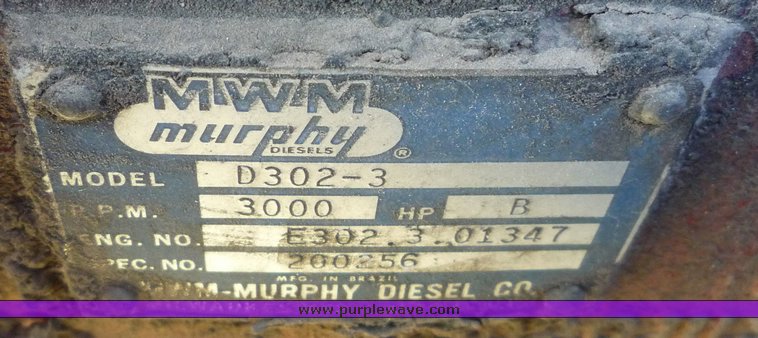 MWM
murphy
DIESELS ®
MODEL D302-3
R.P.M. 3000 HP B
ENG. NO. E302.3.01347
SPEC. NO. 200256
MFG. IN BRAZIL
MWM-MURPHY DIESEL CO.
www.purplewave.com